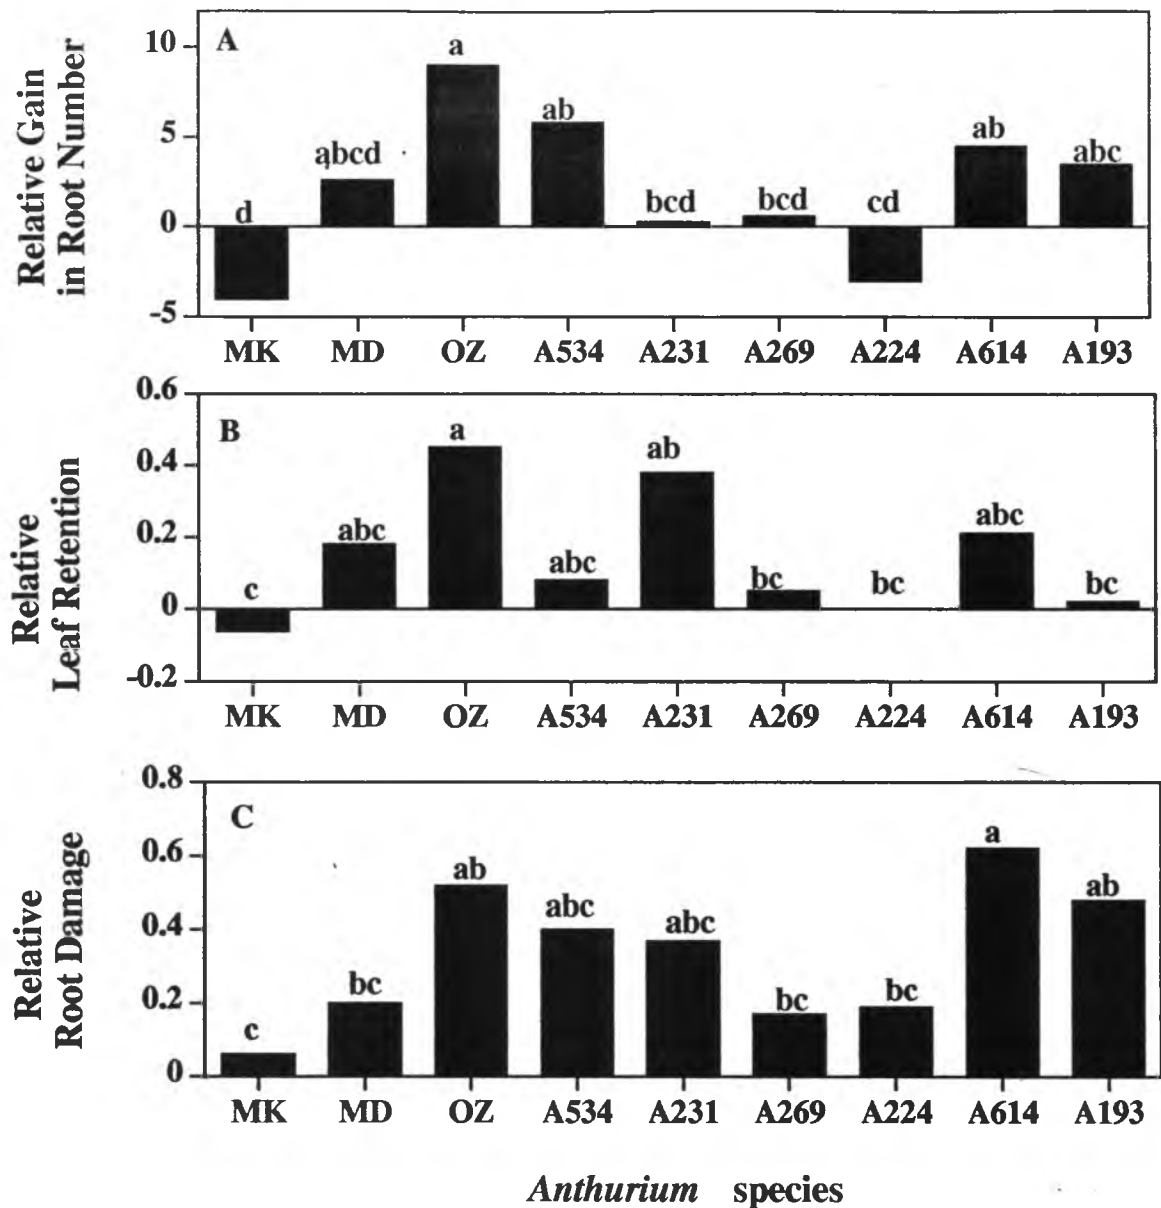 Relative Gain
in Root Number
A
10
5
0
-5
d
abcd
a
ab
bcd
bcd
cd
ab
abc
MK MD OZ A534 A231 A269 A224 A614 A193
Relative
Leaf Retention
B
0.6
0.4
0.2
0
-0.2
c
abc
a
abc
ab
bc
bc
abc
bc
MK MD OZ A534 A231 A269 A224 A614 A193
Relative
Root Damage
C
0.8
0.6
0.4
0.2
0
c
bc
ab
abc
abc
bc
bc
a
ab
MK MD OZ A534 A231 A269 A224 A614 A193
Anthurium species